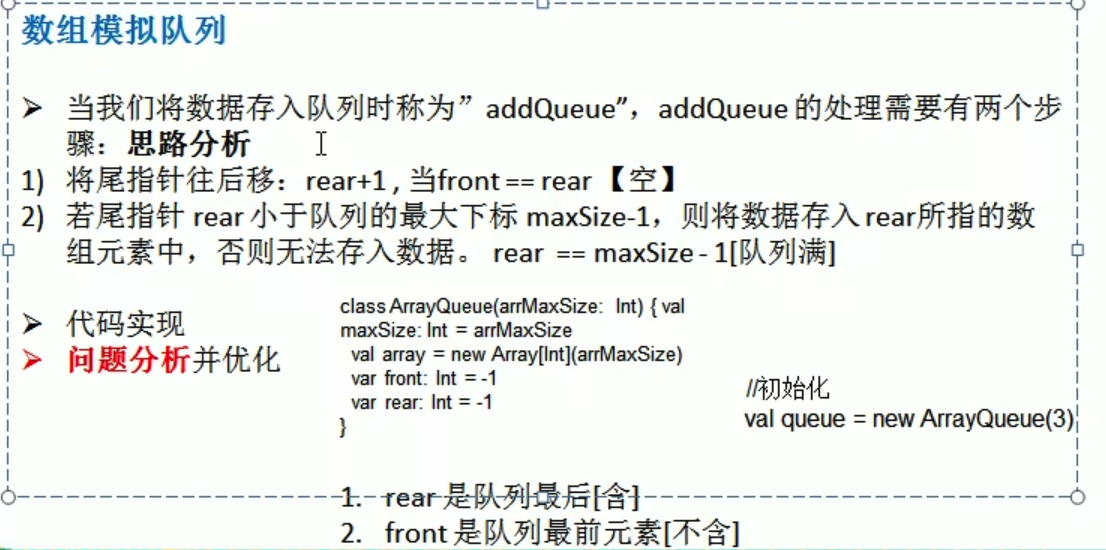 数组模拟队列
➢ 当我们将数据存入队列时称为”addQueue”，addQueue 的处理需要有两个步
骤：思路分析
1) 将尾指针往后移：rear+1 , 当front == rear 【空】
2) 若尾指针 rear 小于队列的最大下标 maxSize-1，则将数据存入 rear所指的数
组元素中，否则无法存入数据。 rear == maxSize - 1[队列满]
➢ 代码实现
➢ 问题分析并优化
class ArrayQueue(arrMaxSize: Int) { val
maxSize: Int = arrMaxSize
val array = new Array[Int](arrMaxSize)
var front: Int = -1
var rear: Int = -1
}
//初始化
val queue = new ArrayQueue(3)
1. rear 是队列最后[含]
2. front 是队列最前元素[不含]